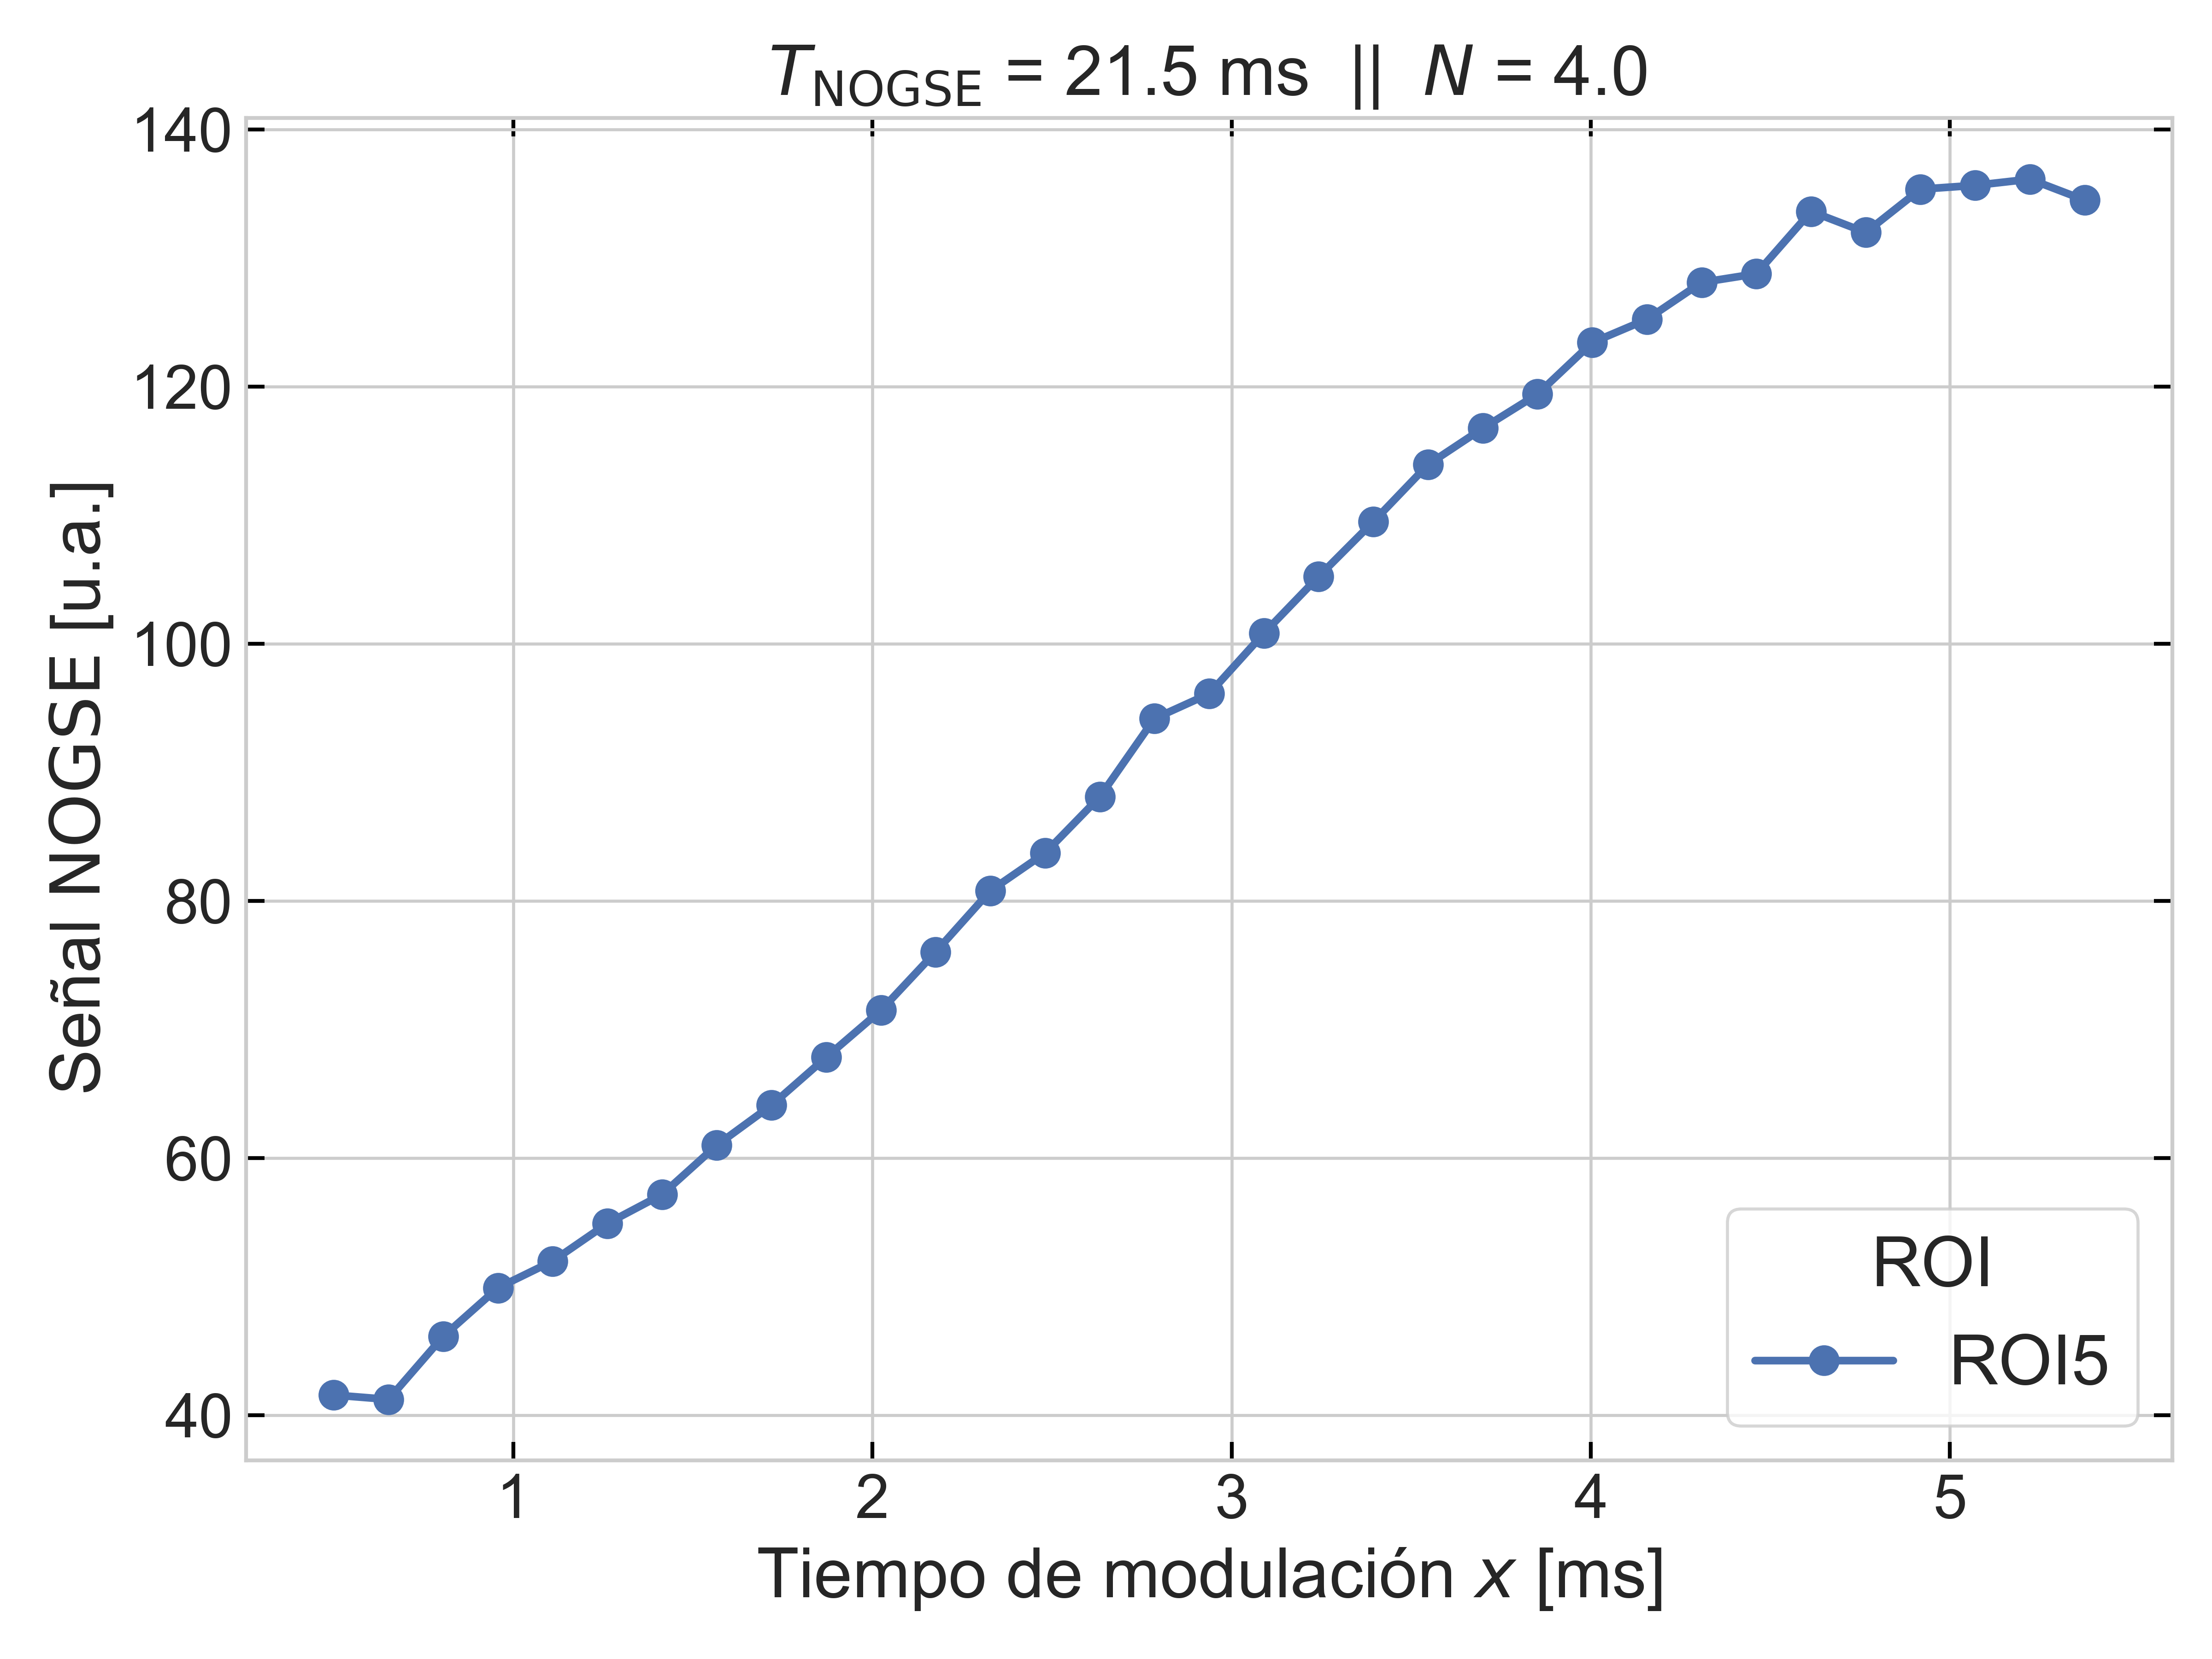 T_NOGSE = 21.5 ms || N = 4.0
140
120
100
80
60
40
Señal NOGSE [u.a.]
ROI
ROI5
1 2 3 4 5
Tiempo de modulación x [ms]